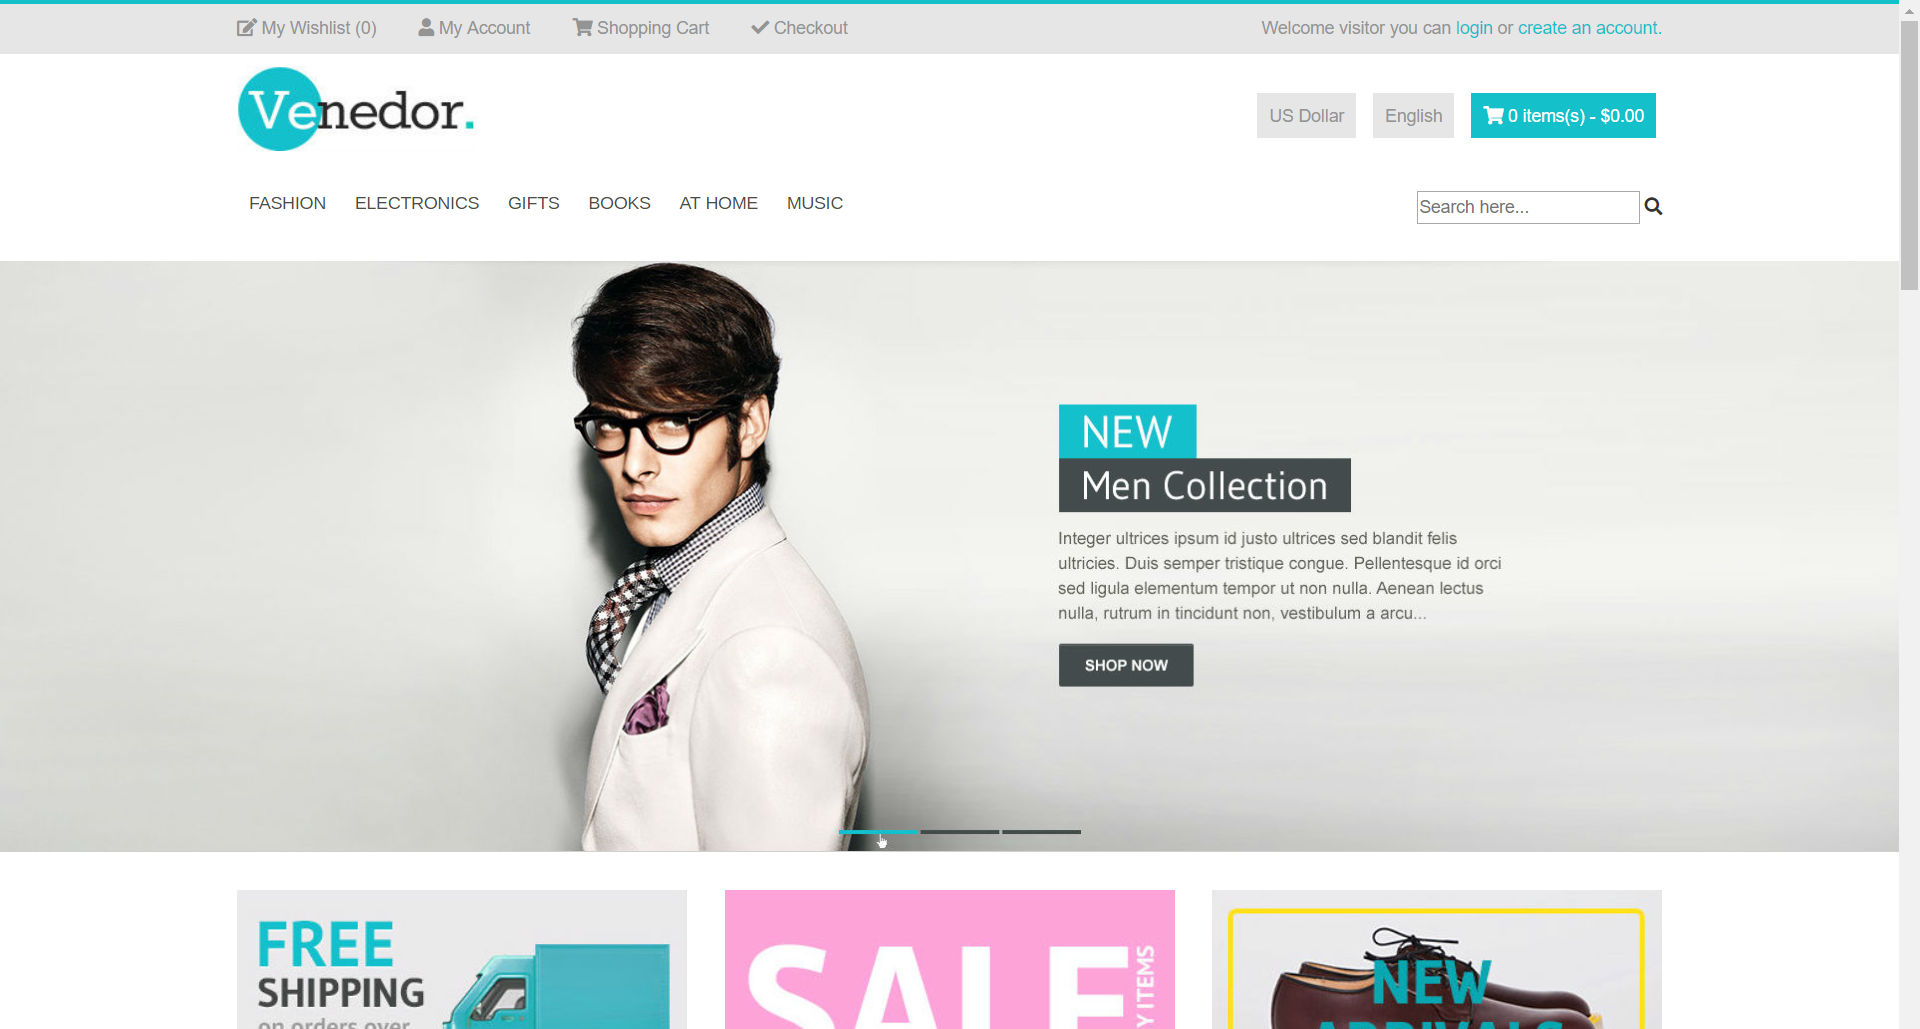 My Wishlist (0) My Account Shopping Cart Checkout Welcome visitor you can login or create an account.
Venedor.
US Dollar English 0 items(s) - $0.00
FASHION ELECTRONICS GIFTS BOOKS AT HOME MUSIC Search here...
NEW
Men Collection
Integer ultrices ipsum id justo ultrices sed blandit felis
ultricies. Duis semper tristique congue. Pellentesque id orci
sed ligula elementum tempor ut non nulla. Aenean lectus
nulla, rutrum in tincidunt non, vestibulum a arcu...
SHOP NOW
FREE
SHIPPING
on orders over
SALE
Y ITEMS
NEW
ARRIVALS